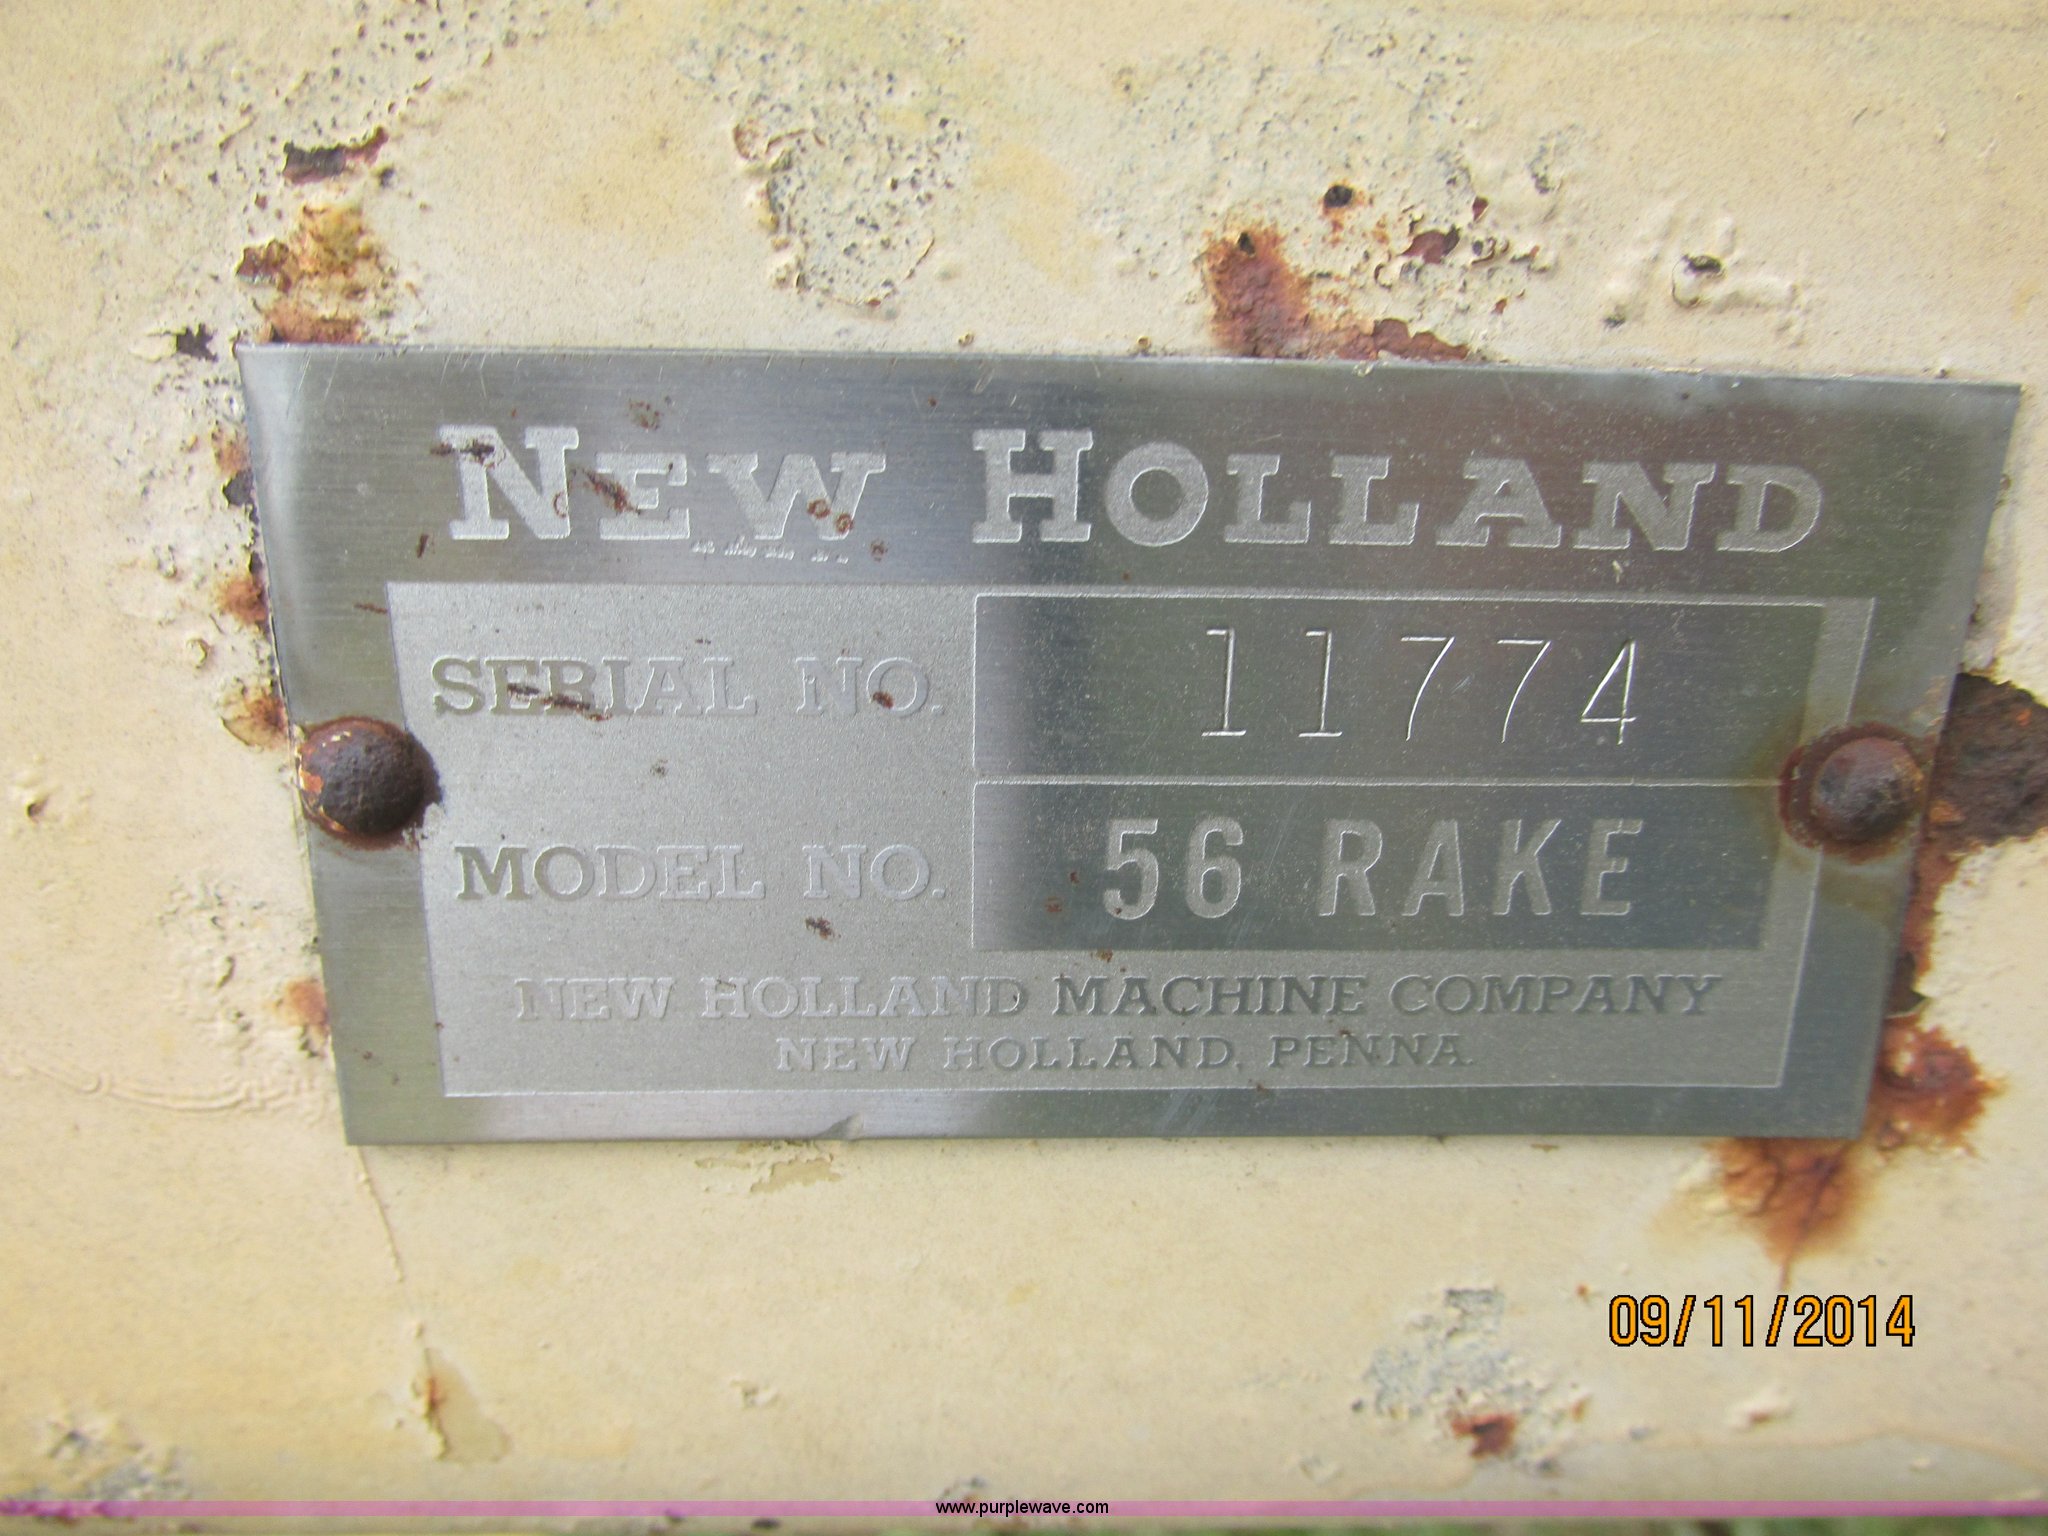 NEW HOLLAND
SERIAL NO. 11774
MODEL NO. 56 RAKE
NEW HOLLAND MACHINE COMPANY
NEW HOLLAND, PENNA.
09/11/2014
www.purplewave.com